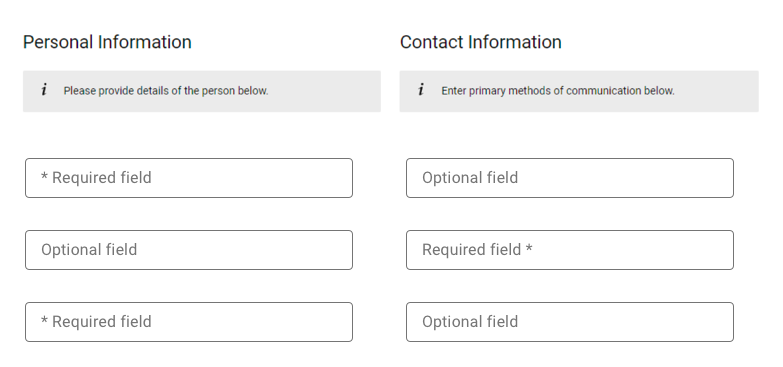 Personal Information
i Please provide details of the person below.
* Required field
Optional field
* Required field
Contact Information
i Enter primary methods of communication below.
Optional field
Required field *
Optional field